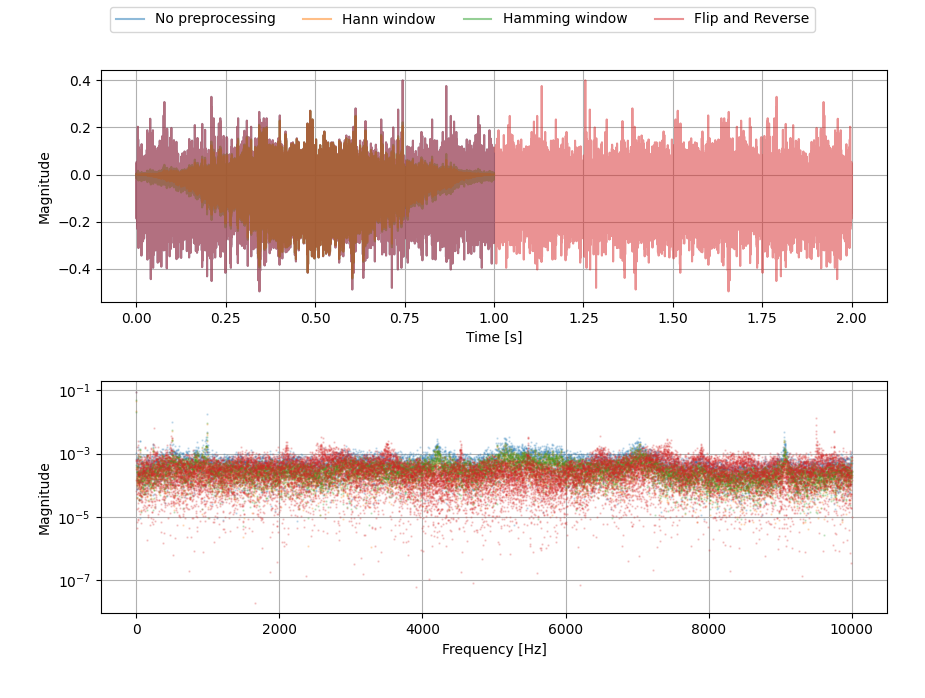 No preprocessing Hann window Hamming window Flip and Reverse
0.4
0.2
0.0
−0.2
−0.4
Magnitude
0.00 0.25 0.50 0.75 1.00 1.25 1.50 1.75 2.00
Time [s]
10⁻¹
10⁻³
10⁻⁵
10⁻⁷
Magnitude
0 2000 4000 6000 8000 10000
Frequency [Hz]